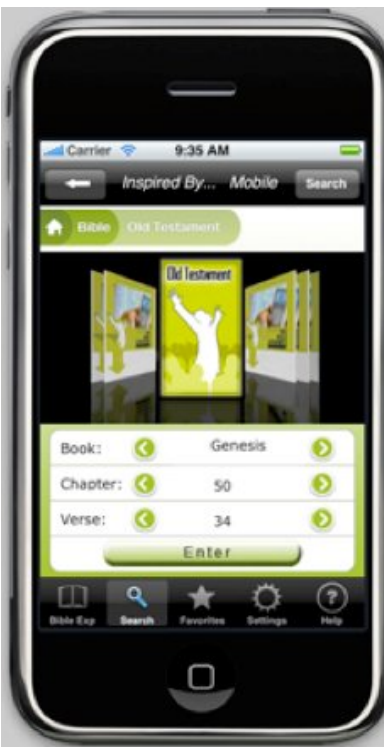 Carrier 9:35 AM
Inspired By... Mobile Search
Bible Old Testament
Old Testament
Book: Genesis
Chapter: 50
Verse: 34
Enter
Bible Exp Search Favorites Settings Help